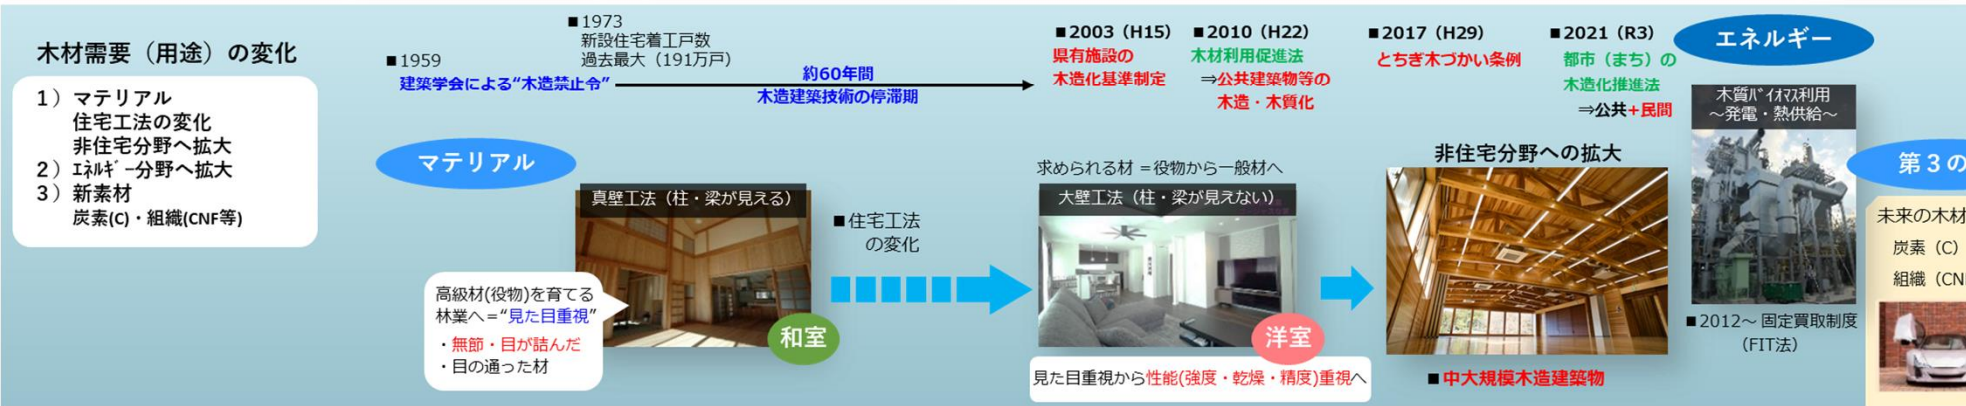 木材需要（用途）の変化
1）マテリアル
住宅工法の変化
非住宅分野へ拡大
2）ｴﾈﾙｷﾞｰ分野へ拡大
3）新素材
炭素(C)・組織(CNF等)
■1959
建築学会による“木造禁止令”
■1973
新設住宅着工戸数
過去最大（191万戸）
約60年間
木造建築技術の停滞期
■2003（H15）
県有施設の
木造化基準制定
■2010（H22）
木材利用促進法
⇒公共建築物等の
木造・木質化
■2017（H29）
とちぎ木づかい条例
■2021（R3）
都市（まち）の
木造化推進法
⇒公共+民間
マテリアル
真壁工法（柱・梁が見える）
高級材(役物)を育てる
林業へ=“見た目重視”
・無節・目が詰んだ
・目の通った材
和室
■住宅工法
の変化
求められる材 =役物から一般材へ
大壁工法（柱・梁が見えない）
洋室
見た目重視から性能(強度・乾燥・精度)重視へ
非住宅分野への拡大
■中大規模木造建築物
エネルギー
木質ﾊﾞｲｵﾏｽ利用
～発電・熱供給～
■2012～ 固定買取制度
（FIT法）
第３の
未来の木材
炭素（C）
組織（CN